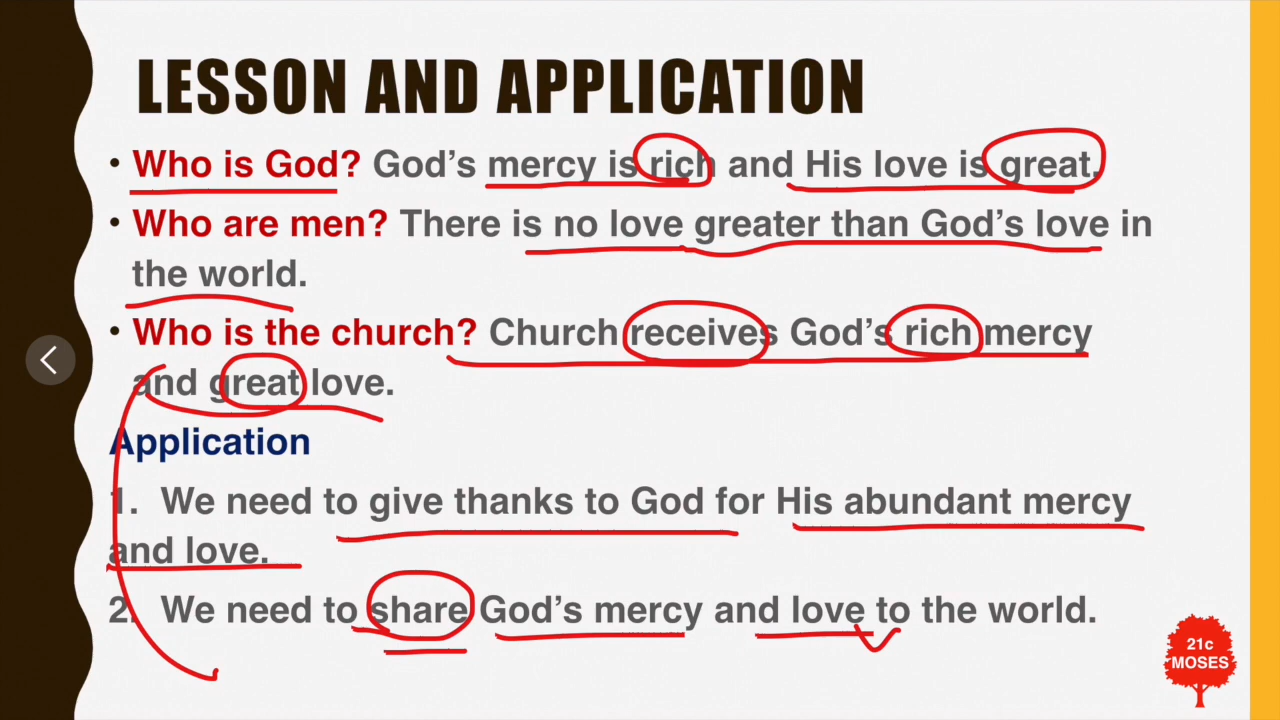 LESSON AND APPLICATION
• Who is God? God's mercy is rich and His love is great.
• Who are men? There is no love greater than God's love in
the world.
• Who is the church? Church receives God's rich mercy
and great love.
Application
1. We need to give thanks to God for His abundant mercy
and love.
2. We need to share God's mercy and love to the world.
21c
MOSES